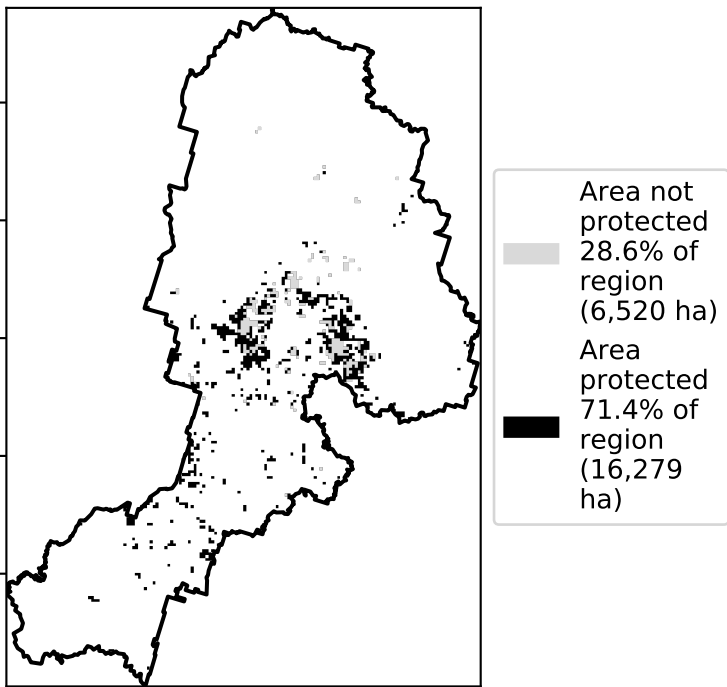 Area not
protected
28.6% of
region
(6,520 ha)
Area
protected
71.4% of
region
(16,279
ha)